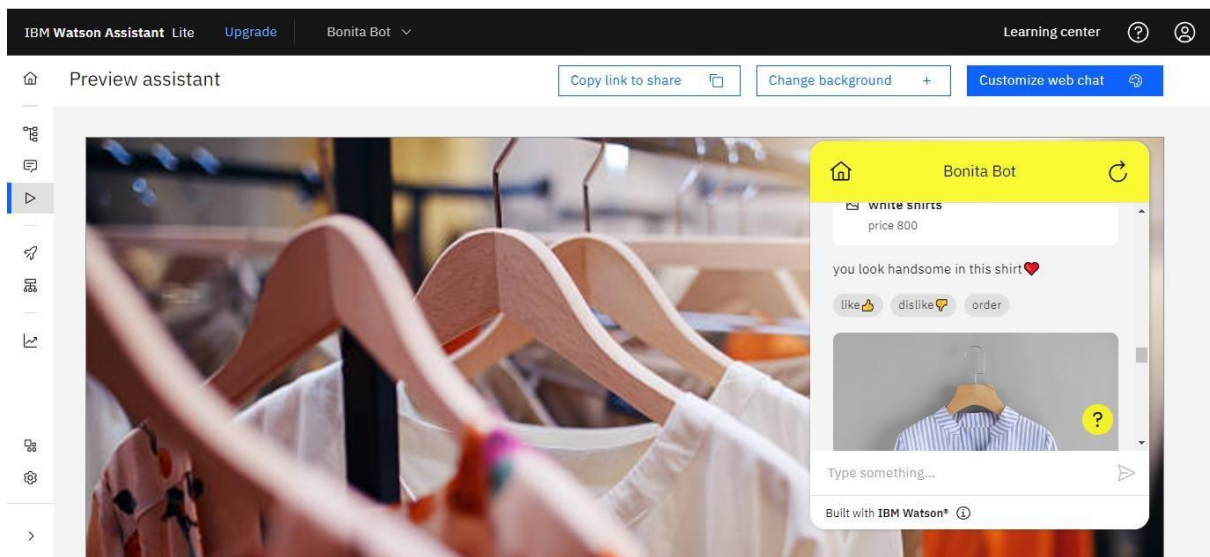 IBM Watson Assistant Lite Upgrade Bonita Bot Learning center
Preview assistant Copy link to share Change background + Customize web chat
Bonita Bot
white shirts
price 800
you look handsome in this shirt❤️
like👍 dislike👎 order
?
Type something...
Built with IBM Watson®